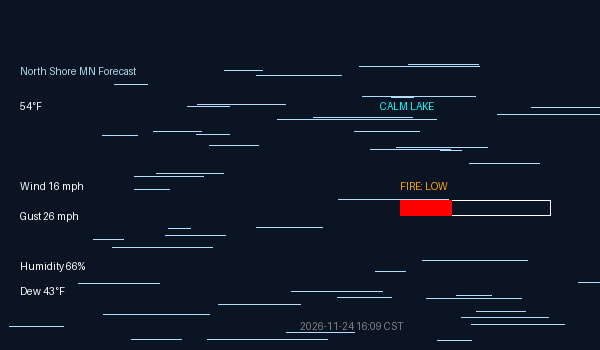 North Shore MN Forecast
54°F
CALM LAKE
Wind 16 mph
FIRE: LOW
Gust 26 mph
Humidity 66%
Dew 43°F
2026-11-24 16:09 CST